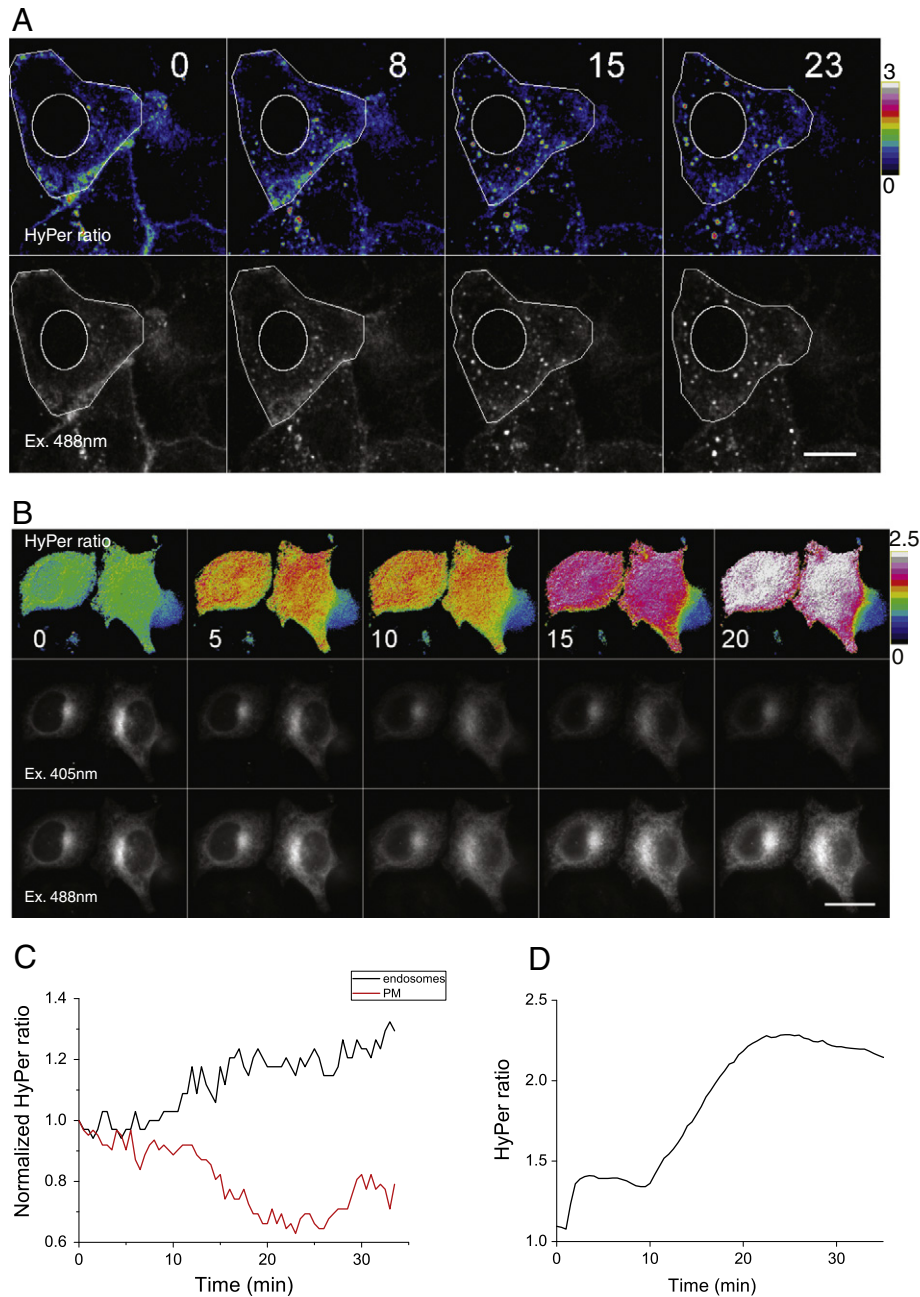 A
0 8 15 23
3
0
HyPer ratio
Ex. 488nm
B
HyPer ratio
2.5
0
0 5 10 15 20
Ex. 405nm
Ex. 488nm
C
endosomes
PM
Normalized HyPer ratio
1.4
1.2
1.0
0.8
0.6
0 10 20 30
Time (min)
D
HyPer ratio
2.5
2.0
1.5
1.0
0 10 20 30
Time (min)